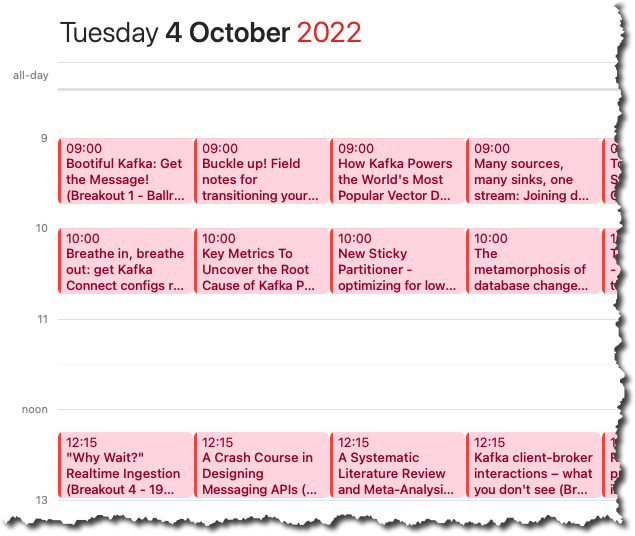 Tuesday 4 October 2022
all-day
9
09:00
Bootiful Kafka: Get
the Message!
(Breakout 1 - Ballr...
09:00
Buckle up! Field
notes for
transitioning your...
09:00
How Kafka Powers
the World's Most
Popular Vector D...
09:00
Many sources,
many sinks, one
stream: Joining d...
10
10:00
Breathe in, breathe
out: get Kafka
Connect configs r...
10:00
Key Metrics To
Uncover the Root
Cause of Kafka P...
10:00
New Sticky
Partitioner -
optimizing for low...
10:00
The
metamorphosis of
database change...
11
noon
12:15
"Why Wait?"
Realtime Ingestion
(Breakout 4 - 19...
12:15
A Crash Course in
Designing
Messaging APIs (...
12:15
A Systematic
Literature Review
and Meta-Analysi...
12:15
Kafka client-broker
interactions – what
you don't see (Br...
13